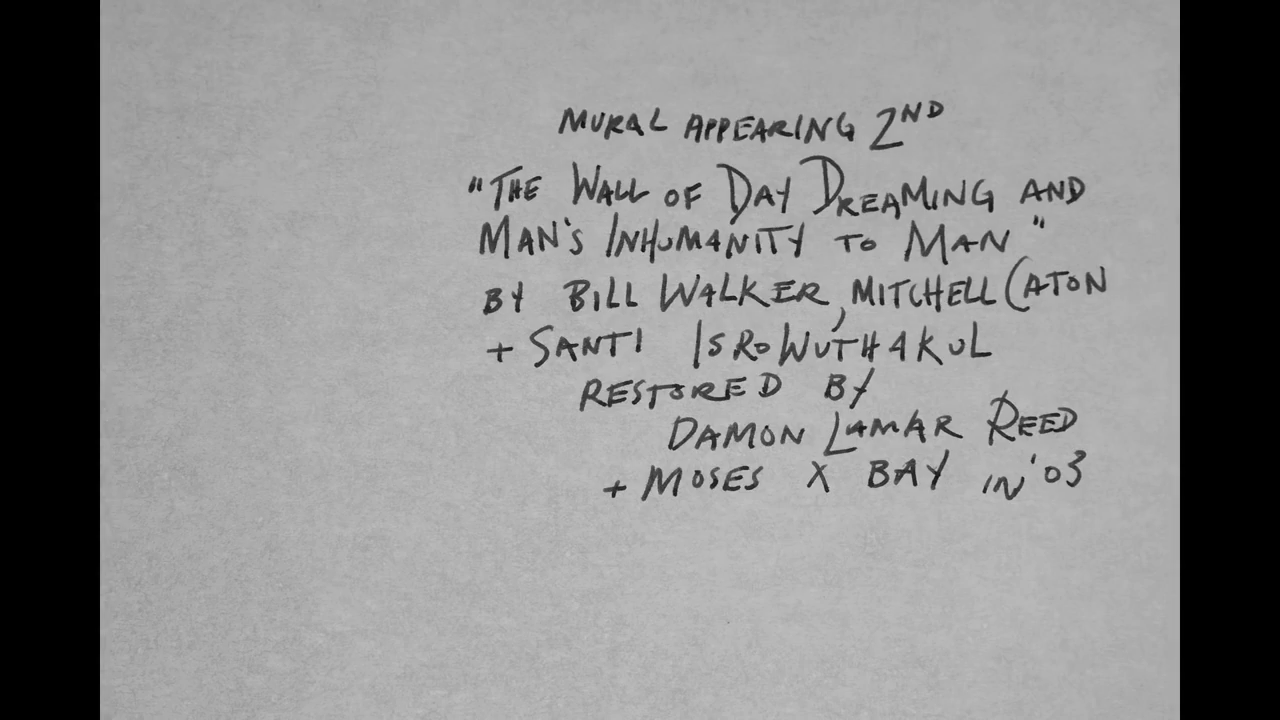 MURAL APPEARING 2ND
"THE WALL OF DAY DREAMING AND
MAN'S INHUMANITY TO MAN"
BY BILL WALKER, MITCHELL CATON
+ SANTI ISROWUTHAKUL
RESTORED BY
DAMON LAMAR REED
+ MOSES X BAY IN '03